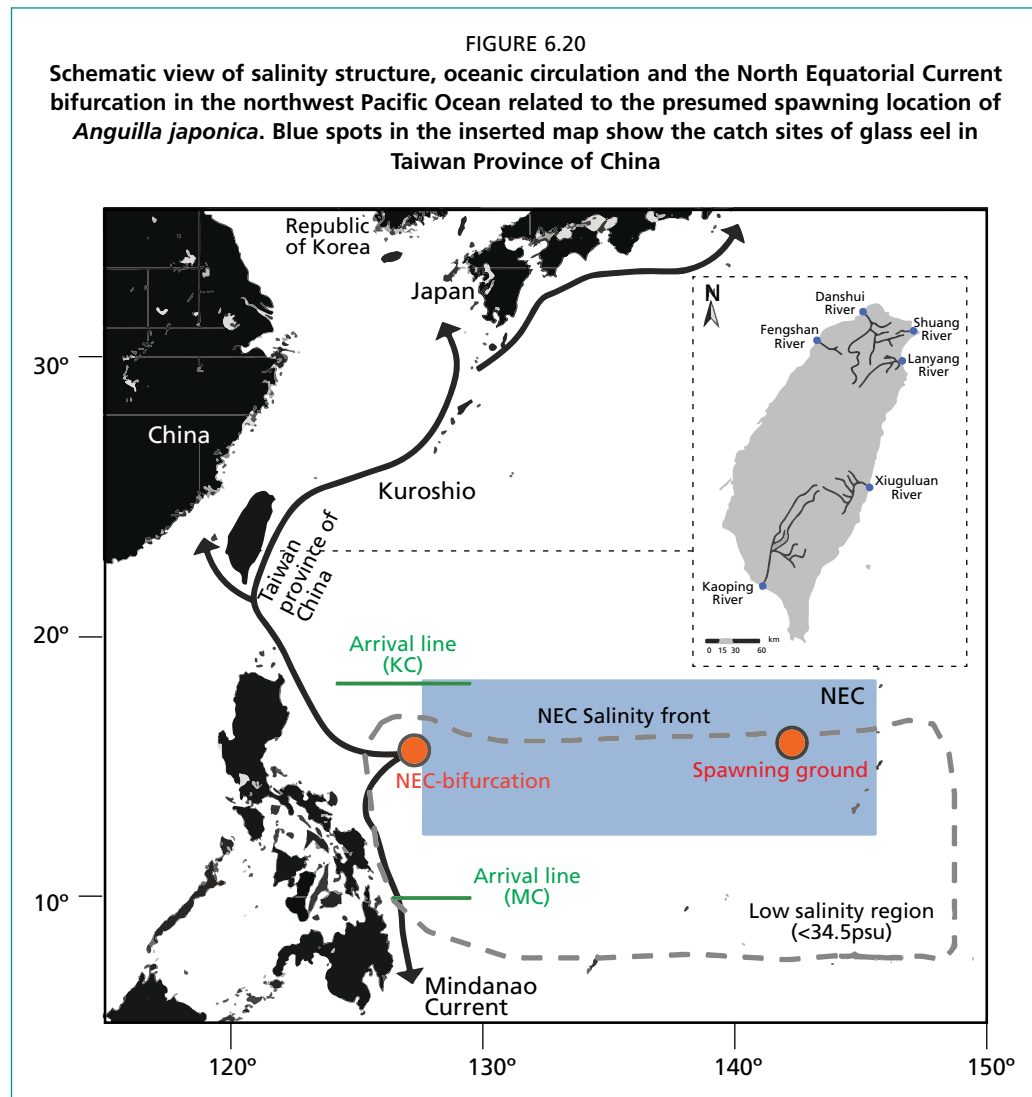 FIGURE 6.20
Schematic view of salinity structure, oceanic circulation and the North Equatorial Current
bifurcation in the northwest Pacific Ocean related to the presumed spawning location of
Anguilla japonica. Blue spots in the inserted map show the catch sites of glass eel in
Taiwan Province of China
Republic
of Korea
Japan
China
Kuroshio
Taiwan
province of
China
N
Danshui
River
Fengshan
River
Shuang
River
Lanyang
River
Xiuguluan
River
Kaoping
River
km
0 15 30 60
Arrival line
(KC)
NEC
NEC Salinity front
NEC-bifurcation
Spawning ground
Arrival line
(MC)
Low salinity region
(<34.5psu)
Mindanao
Current
30º
20º
10º
120º
130º
140º
150º